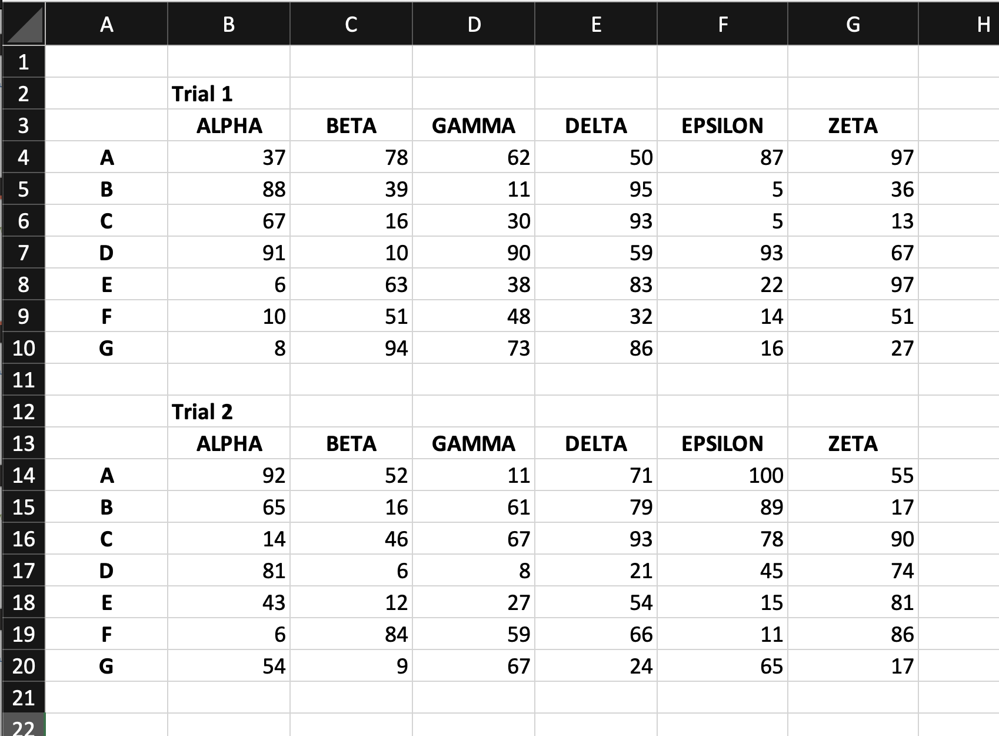 A B C D E F G H
1
2 Trial 1
3 ALPHA BETA GAMMA DELTA EPSILON ZETA
4 A 37 78 62 50 87 97
5 B 88 39 11 95 5 36
6 C 67 16 30 93 5 13
7 D 91 10 90 59 93 67
8 E 6 63 38 83 22 97
9 F 10 51 48 32 14 51
10 G 8 94 73 86 16 27
11
12 Trial 2
13 ALPHA BETA GAMMA DELTA EPSILON ZETA
14 A 92 52 11 71 100 55
15 B 65 16 61 79 89 17
16 C 14 46 67 93 78 90
17 D 81 6 8 21 45 74
18 E 43 12 27 54 15 81
19 F 6 84 59 66 11 86
20 G 54 9 67 24 65 17
21
22